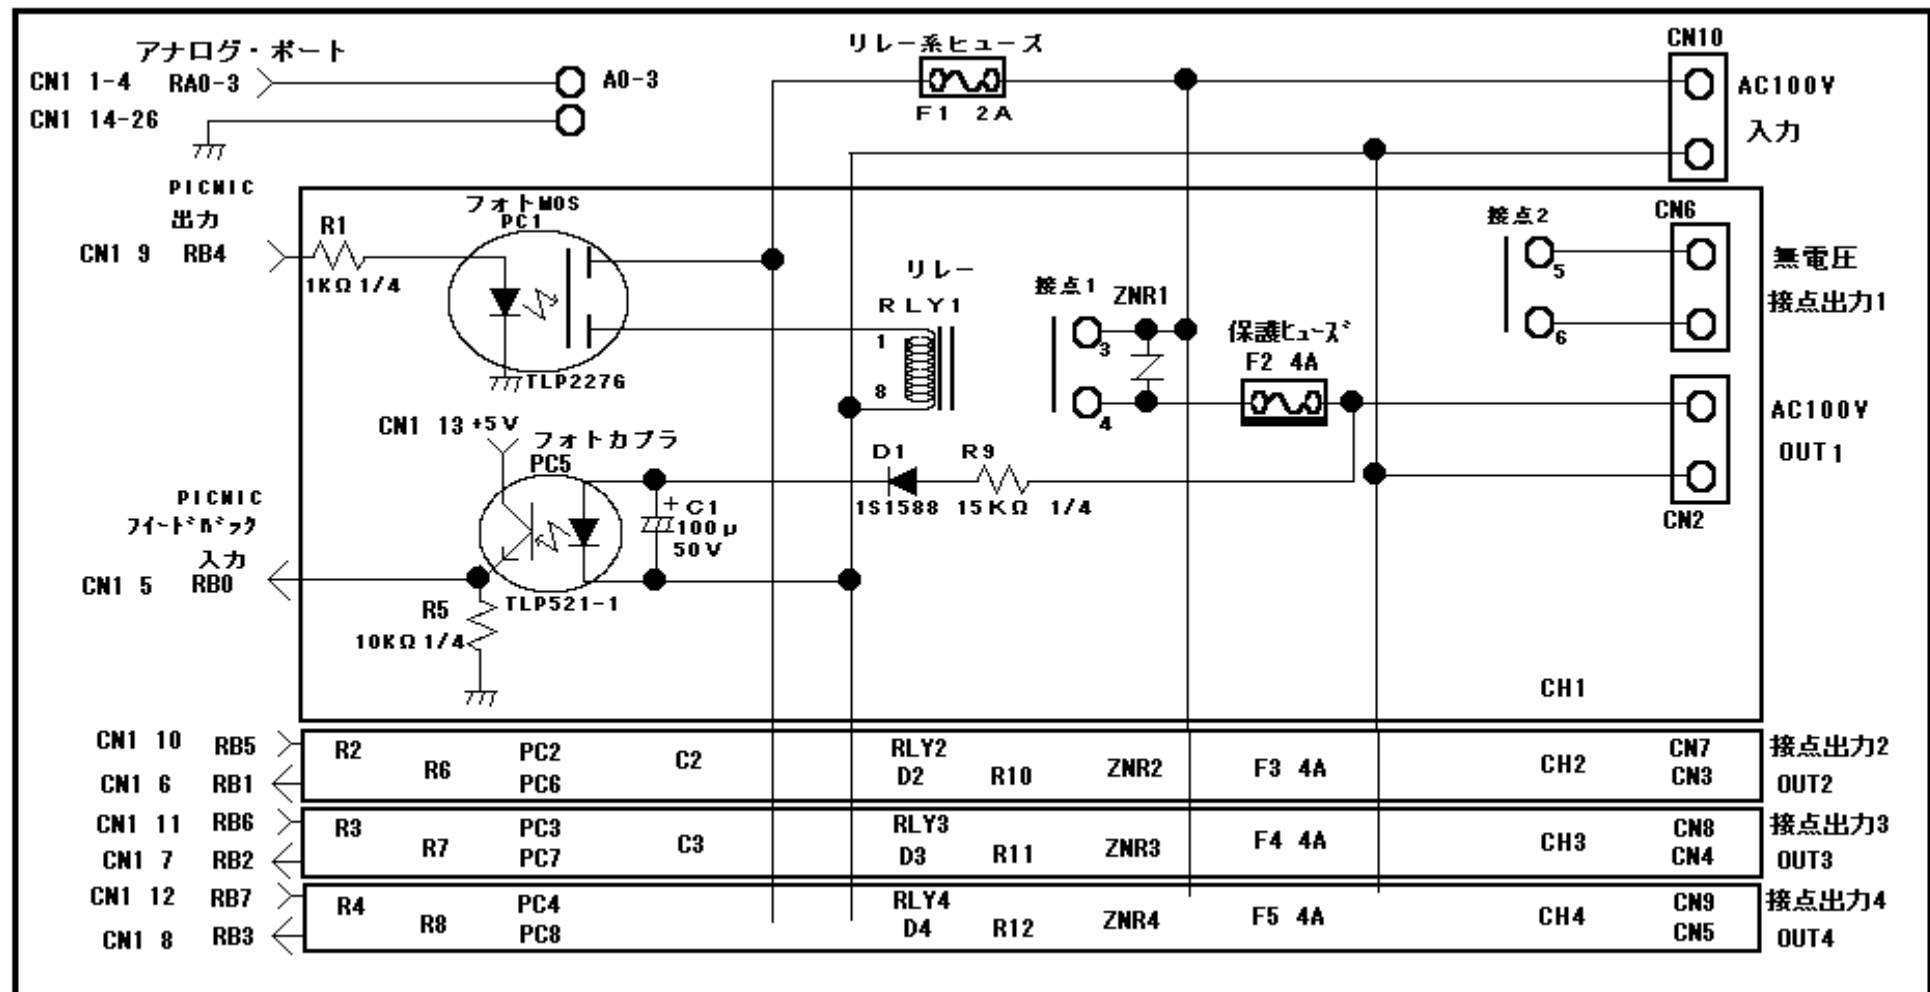 アナログ・ポート
CN1 1-4 RA0-3
A0-3
CN1 14-26
リレー系ヒューズ
F1 2A
CN10
AC100V
入力
PICNIC
出力
CN1 9 RB4
R1
1KΩ 1/4
フォトMOS
PC1
TLP2276
リレー
RLY1
1
8
接点1
3
4
ZNR1
保護ﾋｭｰｽﾞ
F2 4A
接点2
5
6
CN6
無電圧
接点出力1
AC100V
OUT1
CN2
CN1 13 +5V
フォトカプラ
PC5
TLP521-1
+
C1
100μ
50V
D1
1S1588
R9
15KΩ 1/4
PICNIC
ﾌｲｰﾄﾞﾊﾞｯｸ
入力
CN1 5 RB0
R5
10KΩ 1/4
CH1
CN1 10 RB5
CN1 6 RB1
R2
R6
PC2
PC6
C2
RLY2
D2
R10
ZNR2
F3 4A
CH2
CN7
CN3
接点出力2
OUT2
CN1 11 RB6
CN1 7 RB2
R3
R7
PC3
PC7
C3
RLY3
D3
R11
ZNR3
F4 4A
CH3
CN8
CN4
接点出力3
OUT3
CN1 12 RB7
CN1 8 RB3
R4
R8
PC4
PC8
RLY4
D4
R12
ZNR4
F5 4A
CH4
CN9
CN5
接点出力4
OUT4